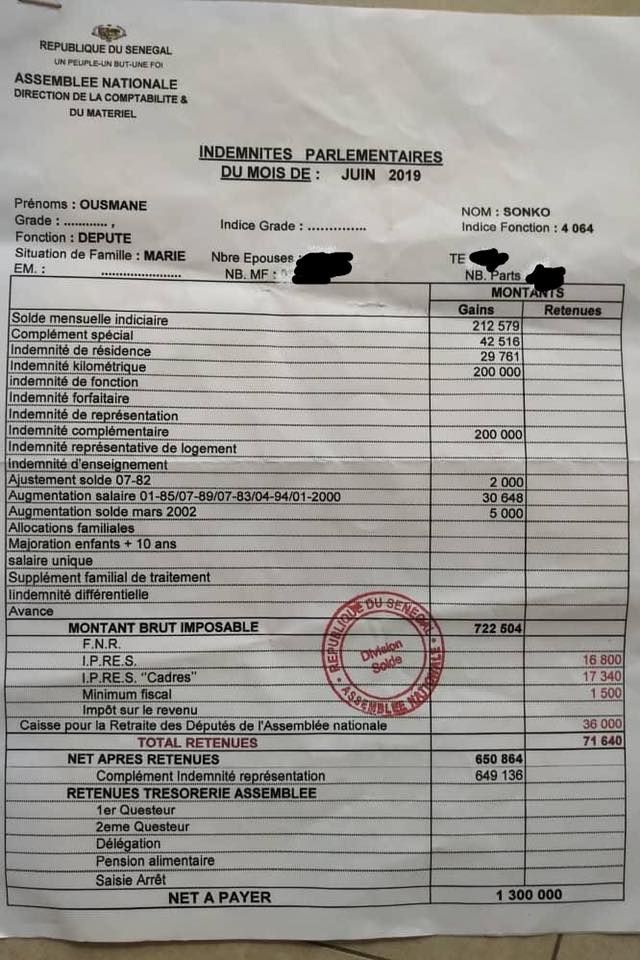 REPUBLIQUE DU SENEGAL
UN PEUPLE-UN BUT-UNE FOI
ASSEMBLEE NATIONALE
DIRECTION DE LA COMPTABILITE &
DU MATERIEL
INDEMNITES PARLEMENTAIRES
DU MOIS DE : JUIN 2019
Prénoms : OUSMANE
NOM : SONKO
Grade : ............ ,
Indice Grade : ..............
Indice Fonction : 4 064
Fonction : DEPUTE
Situation de Famille : MARIE
Nbre Epouses :
TE
EM. : ......................
NB. MF :
NB. Parts
MONTANTS
Gains Retenues
Solde mensuelle indiciaire 212 579
Complément spécial 42 516
Indemnité de résidence 29 761
Indemnité kilométrique 200 000
indemnité de fonction
Indemnité forfaitaire
Indemnité de représentation
Indemnité complémentaire 200 000
Indemnité représentative de logement
Indemnité d'enseignement
Ajustement solde 07-82 2 000
Augmentation salaire 01-85/07-89/07-83/04-94/01-2000 30 648
Augmentation solde mars 2002 5 000
Allocations familiales
Majoration enfants + 10 ans
salaire unique
Supplément familial de traitement
Iindemnité différentielle
Avance
MONTANT BRUT IMPOSABLE 722 504
F.N.R.
I.P.RE.S. 16 800
I.P.RE.S. "Cadres" 17 340
Minimum fiscal 1 500
Impôt sur le revenu
Caisse pour la Retraite des Députés de l'Assemblée nationale 36 000
TOTAL RETENUES 71 640
NET APRES RETENUES 650 864
Complément Indemnité représentation 649 136
RETENUES TRESORERIE ASSEMBLEE
1er Questeur
2eme Questeur
Délégation
Pension alimentaire
Saisie Arrêt
NET A PAYER 1 300 000
REPUBLIQUE DU SENEGAL
Division
Solde
ASSEMBLEE NATIONALE